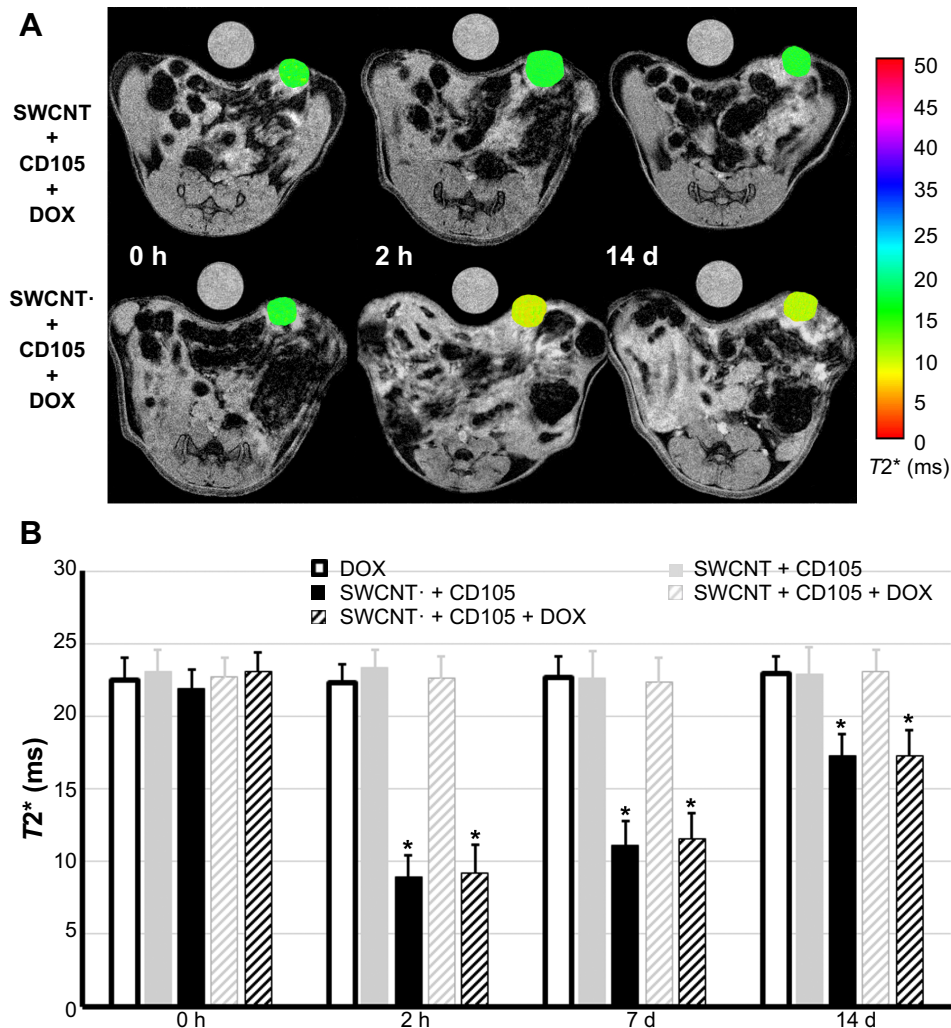 A
SWCNT
+
CD105
+
DOX
0 h
2 h
14 d
SWCNT·
+
CD105
+
DOX
50
45
40
35
30
25
20
15
10
5
0
T2* (ms)
B
DOX
SWCNT + CD105
SWCNT· + CD105
SWCNT + CD105 + DOX
SWCNT· + CD105 + DOX
T2* (ms)
30
25
20
15
10
5
0
* *
* *
* *
0 h
2 h
7 d
14 d